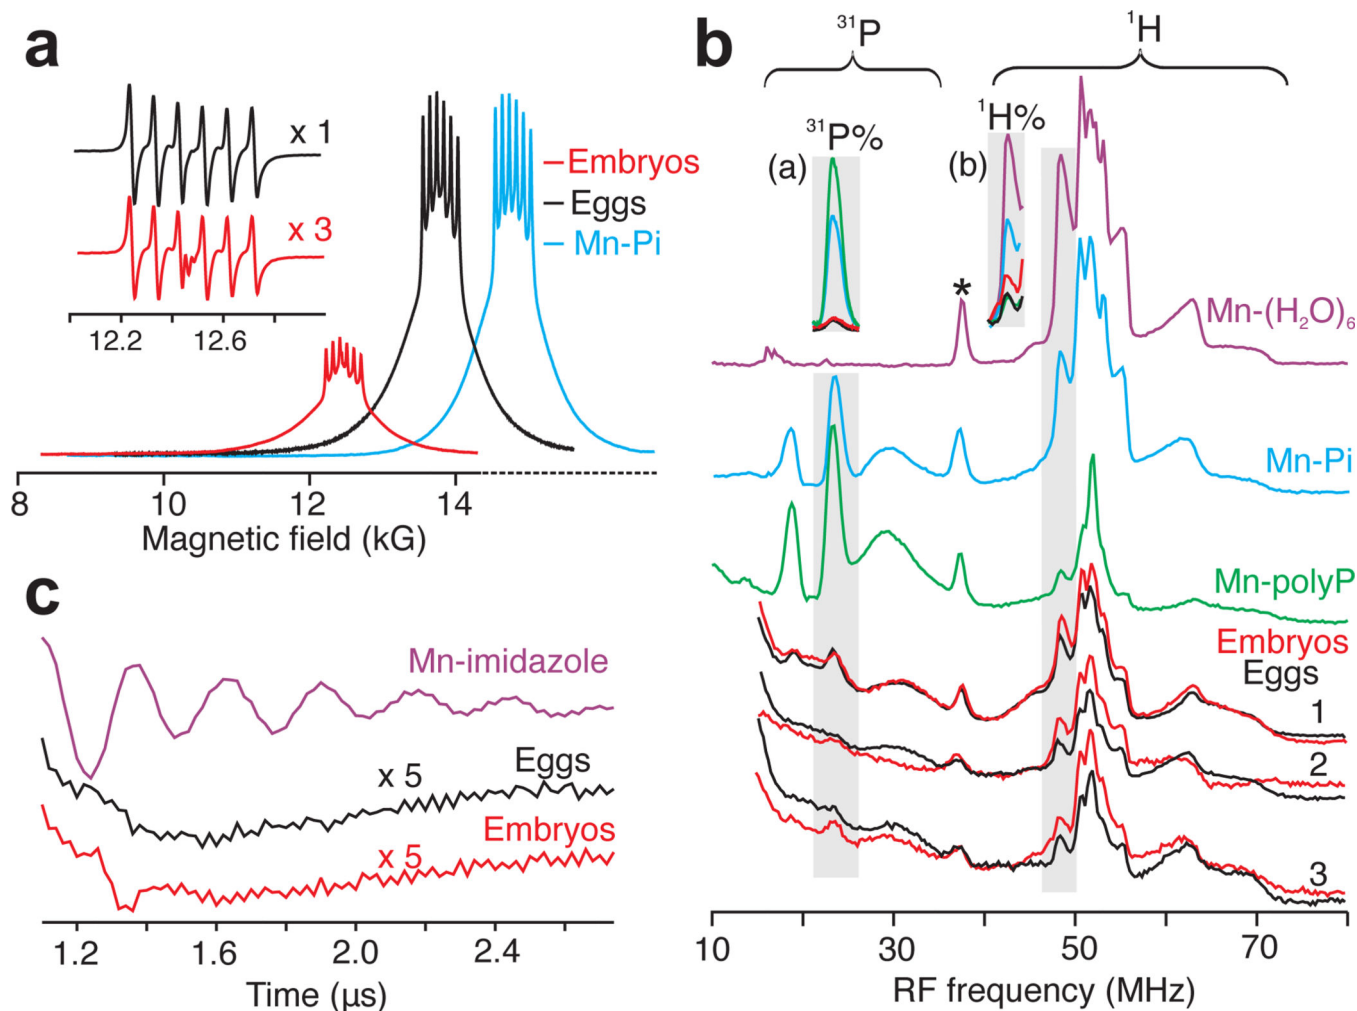 a
x 1
x 3
12.2 12.6
Embryos
Eggs
Mn-Pi
8 10 12 14
Magnetic field (kG)
b
³¹P ¹H
³¹P% ¹H%
(a) (b)
*
Mn-(H₂O)₆
Mn-Pi
Mn-polyP
Embryos
Eggs
1
2
3
10 30 50 70
RF frequency (MHz)
c
Mn-imidazole
Eggs
x 5
Embryos
x 5
1.2 1.6 2.0 2.4
Time (µs)